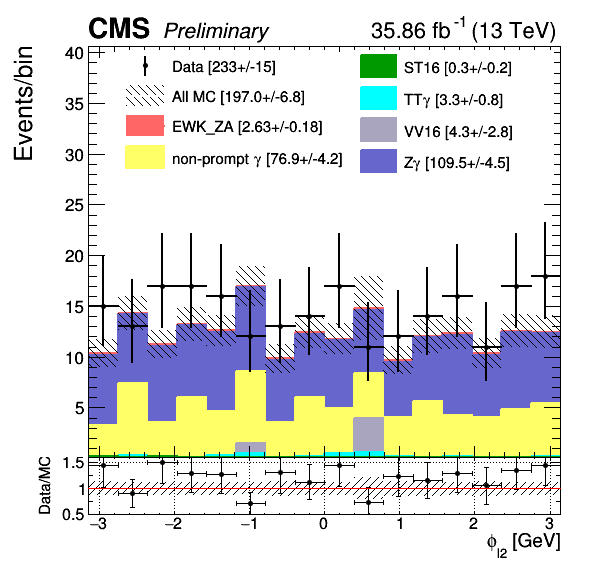 CMS Preliminary 35.86 fb⁻¹ (13 TeV)
Events/bin
40
35
30
25
20
15
10
5
Data [233+/-15]
All MC [197.0+/-6.8]
EWK_ZA [2.63+/-0.18]
non-prompt γ [76.9+/-4.2]
ST16 [0.3+/-0.2]
TTγ [3.3+/-0.8]
VV16 [4.3+/-2.8]
Zγ [109.5+/-4.5]
Data/MC
1.5
1
0.5
−3 −2 −1 0 1 2 3
ϕl2 [GeV]